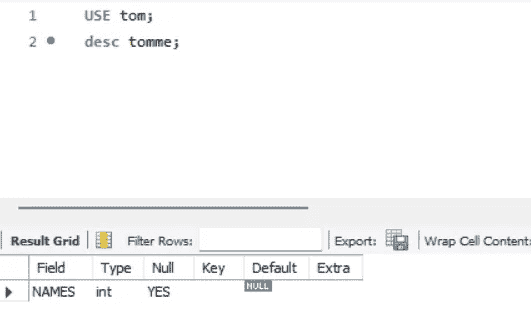 1 USE tom;
2 desc tomme;
Result Grid Filter Rows: Export: Wrap Cell Content:
Field Type Null Key Default Extra
NAMES int YES NULL